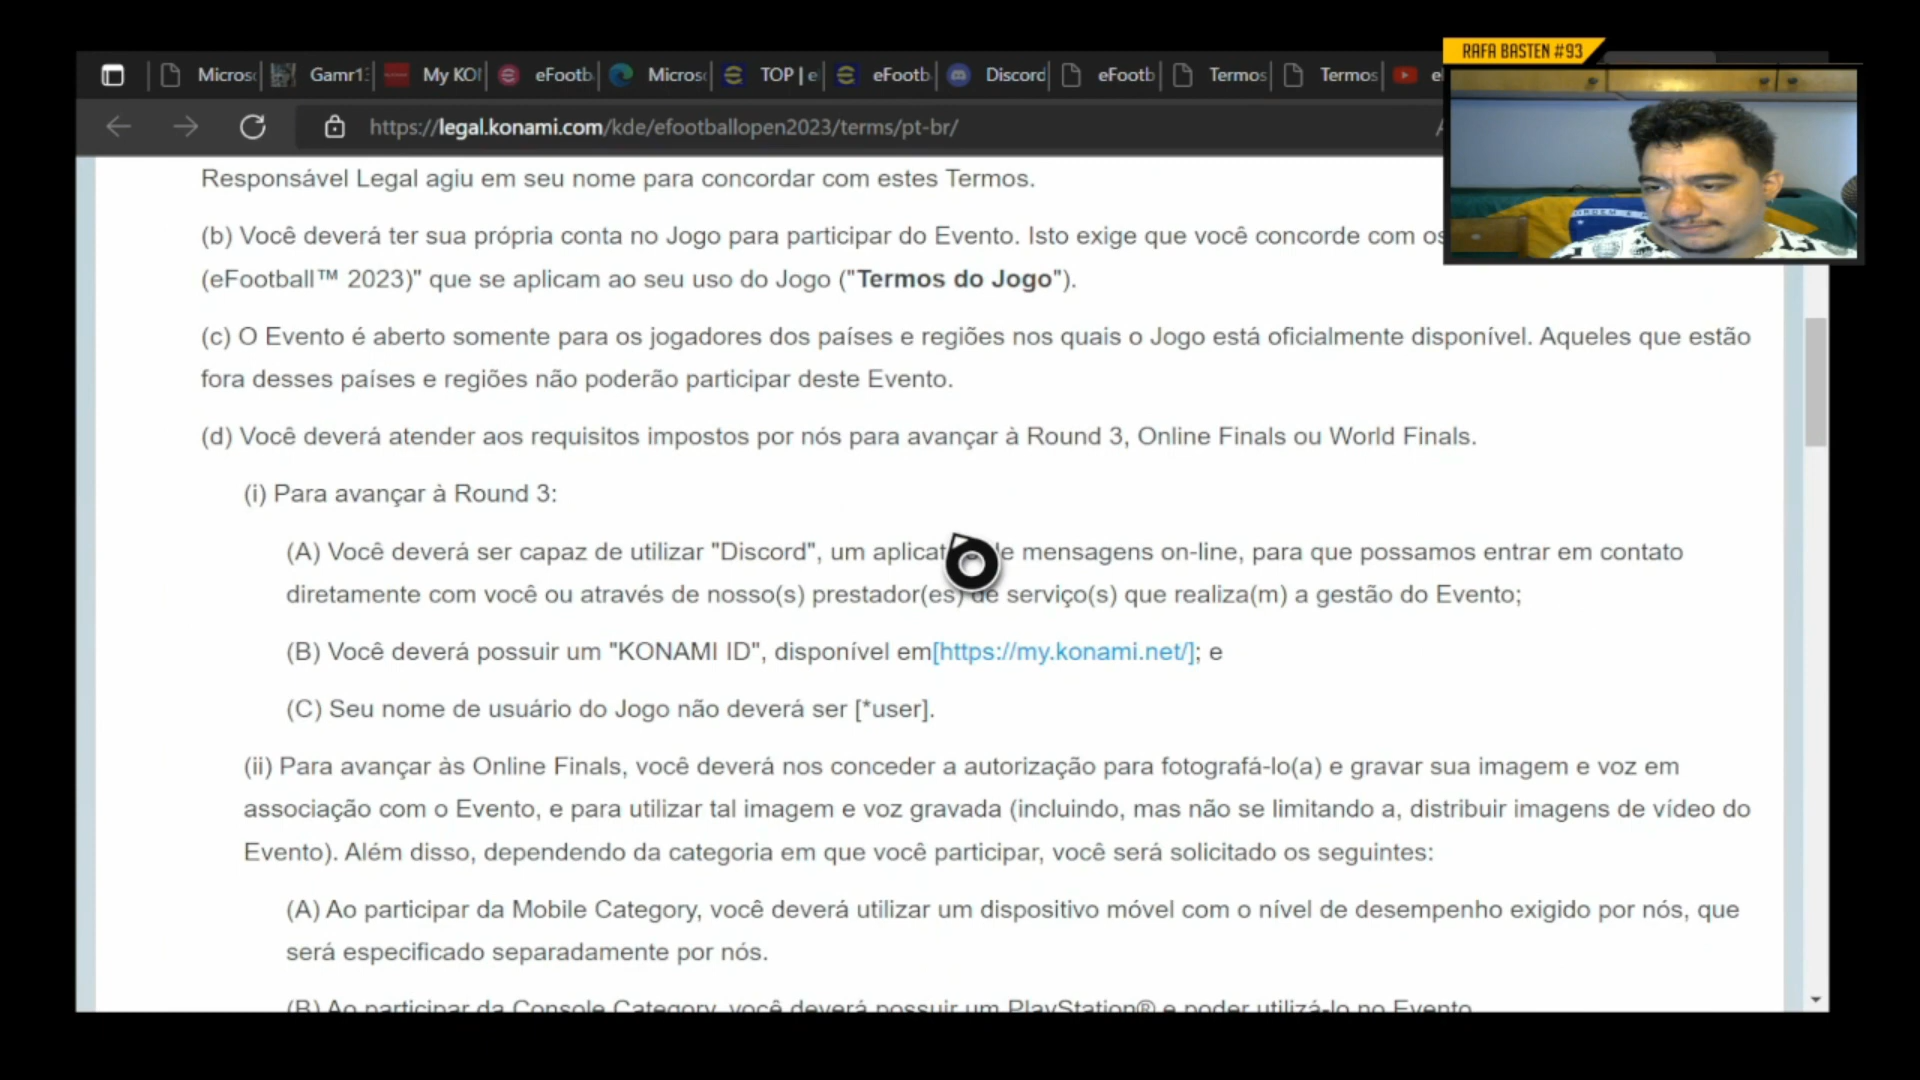 RAFA BASTEN #93
Micros Gamr1 My KO eFootb Micros TOP | e eFootb Discord eFootb Termos Termos e
https://legal.konami.com/kde/efootballopen2023/terms/pt-br/
Responsável Legal agiu em seu nome para concordar com estes Termos.
(b) Você deverá ter sua própria conta no Jogo para participar do Evento. Isto exige que você concorde com os
(eFootball™ 2023)" que se aplicam ao seu uso do Jogo ("Termos do Jogo").
(c) O Evento é aberto somente para os jogadores dos países e regiões nos quais o Jogo está oficialmente disponível. Aqueles que estão
fora desses países e regiões não poderão participar deste Evento.
(d) Você deverá atender aos requisitos impostos por nós para avançar à Round 3, Online Finals ou World Finals.
(i) Para avançar à Round 3:
(A) Você deverá ser capaz de utilizar "Discord", um aplicat e mensagens on-line, para que possamos entrar em contato
diretamente com você ou através de nosso(s) prestador(es) de serviço(s) que realiza(m) a gestão do Evento;
(B) Você deverá possuir um "KONAMI ID", disponível em[https://my.konami.net/]; e
(C) Seu nome de usuário do Jogo não deverá ser [*user].
(ii) Para avançar às Online Finals, você deverá nos conceder a autorização para fotografá-lo(a) e gravar sua imagem e voz em
associação com o Evento, e para utilizar tal imagem e voz gravada (incluindo, mas não se limitando a, distribuir imagens de vídeo do
Evento). Além disso, dependendo da categoria em que você participar, você será solicitado os seguintes:
(A) Ao participar da Mobile Category, você deverá utilizar um dispositivo móvel com o nível de desempenho exigido por nós, que
será especificado separadamente por nós.
(B) Ao participar da Console Category, você deverá possuir um PlayStation® e poder utilizá-lo no Evento